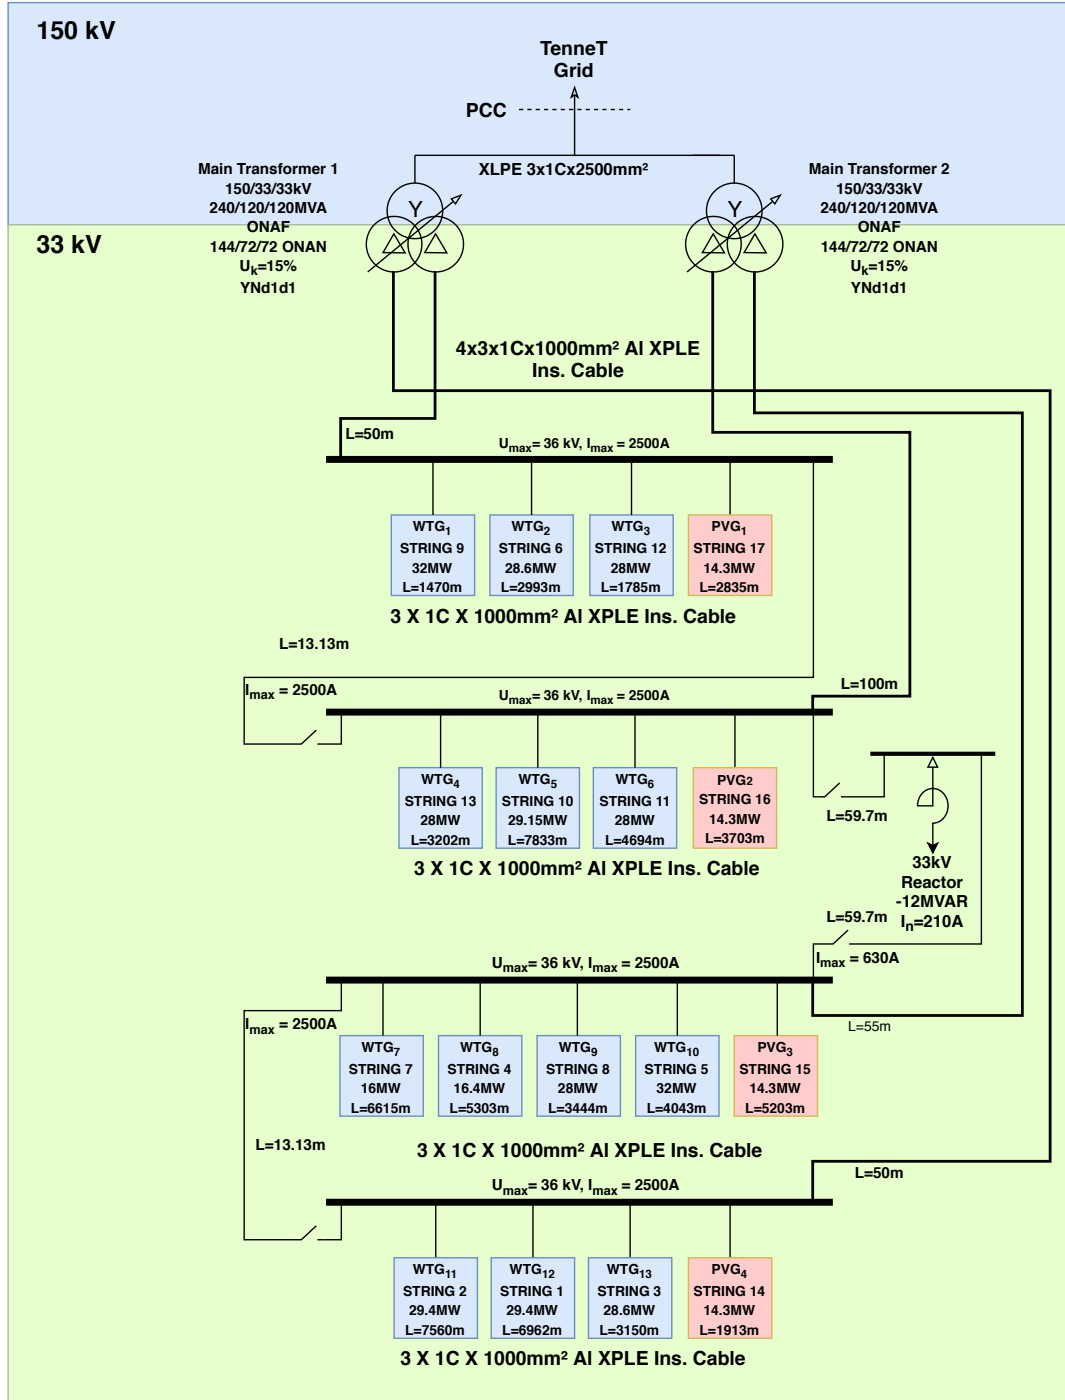 150 kV
TenneT
Grid
PCC
XLPE 3x1Cx2500mm²
Main Transformer 1
150/33/33kV
240/120/120MVA
ONAF
144/72/72 ONAN
Uk=15%
YNd1d1
Y
Y
Main Transformer 2
150/33/33kV
240/120/120MVA
ONAF
144/72/72 ONAN
Uk=15%
YNd1d1
33 kV
4x3x1Cx1000mm² Al XPLE
Ins. Cable
L=50m
Umax= 36 kV, Imax= 2500A
WTG1
STRING 9
32MW
L=1470m
WTG2
STRING 6
28.6MW
L=2993m
WTG3
STRING 12
28MW
L=1785m
PVG1
STRING 17
14.3MW
L=2835m
3 X 1C X 1000mm² Al XPLE Ins. Cable
L=13.13m
Imax = 2500A
Umax= 36 kV, Imax= 2500A
L=100m
WTG4
STRING 13
28MW
L=3202m
WTG5
STRING 10
29.15MW
L=7833m
WTG6
STRING 11
28MW
L=4694m
PVG2
STRING 16
14.3MW
L=3703m
3 X 1C X 1000mm² Al XPLE Ins. Cable
L=59.7m
33kV
Reactor
-12MVAR
In=210A
L=59.7m
Imax = 630A
Umax= 36 kV, Imax= 2500A
Imax = 2500A
L=55m
WTG7
STRING 7
16MW
L=6615m
WTG8
STRING 4
16.4MW
L=5303m
WTG9
STRING 8
28MW
L=3444m
WTG10
STRING 5
32MW
L=4043m
PVG3
STRING 15
14.3MW
L=5203m
3 X 1C X 1000mm² Al XPLE Ins. Cable
L=13.13m
L=50m
Umax= 36 kV, Imax= 2500A
WTG11
STRING 2
29.4MW
L=7560m
WTG12
STRING 1
29.4MW
L=6962m
WTG13
STRING 3
28.6MW
L=3150m
PVG4
STRING 14
14.3MW
L=1913m
3 X 1C X 1000mm² Al XPLE Ins. Cable